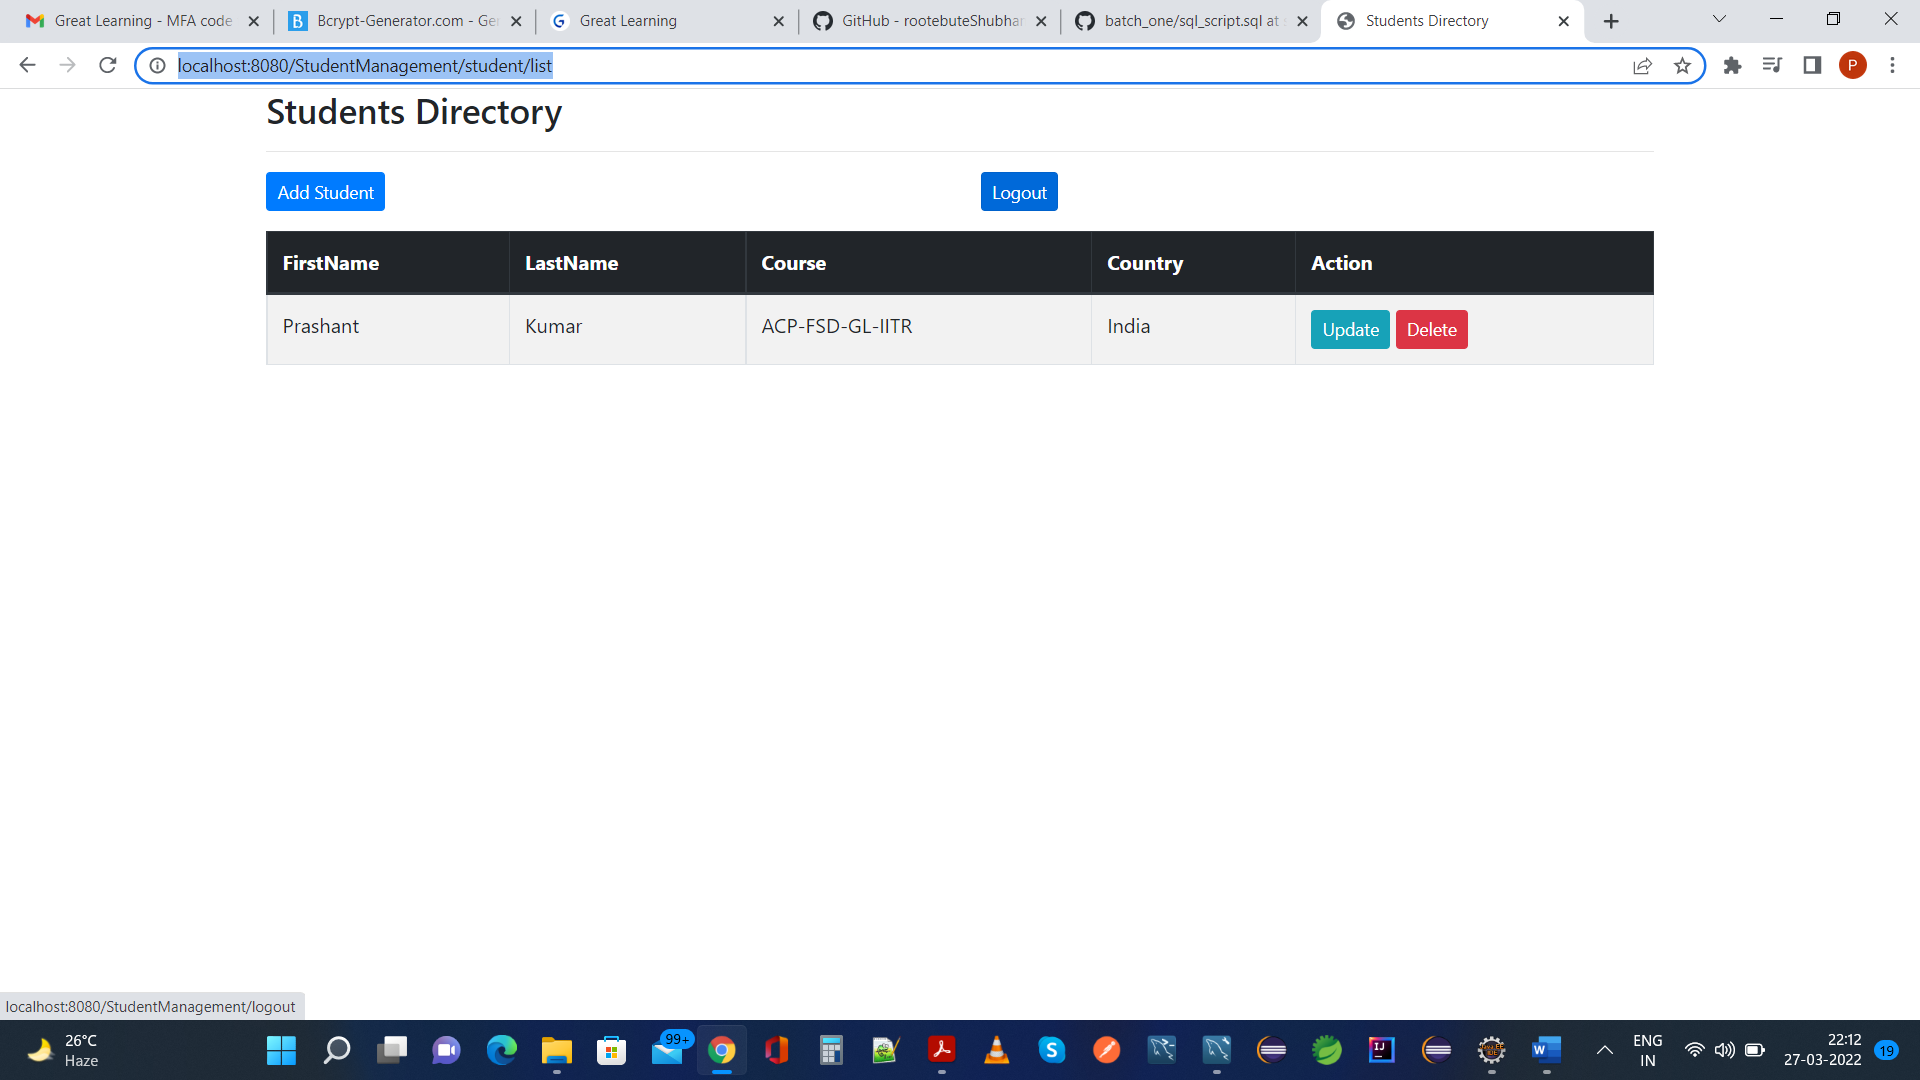 Great Learning - MFA code
Bcrypt-Generator.com - Ge
Great Learning
GitHub - rootebuteShubha
batch_one/sql_script.sql at
Students Directory
localhost:8080/StudentManagement/student/list
P
Students Directory
Add Student
Logout
FirstName LastName Course Country Action
Prashant Kumar ACP-FSD-GL-IITR India Update Delete
localhost:8080/StudentManagement/logout
26°C
Haze
99+
ENG
IN
22:12
27-03-2022
19